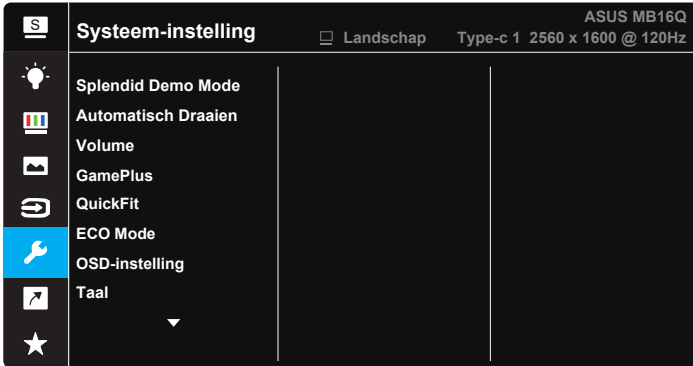 S
Systeem-instelling
ASUS MB16Q
Landschap Type-c 1 2560 x 1600 @ 120Hz
Splendid Demo Mode
Automatisch Draaien
Volume
GamePlus
QuickFit
ECO Mode
OSD-instelling
Taal